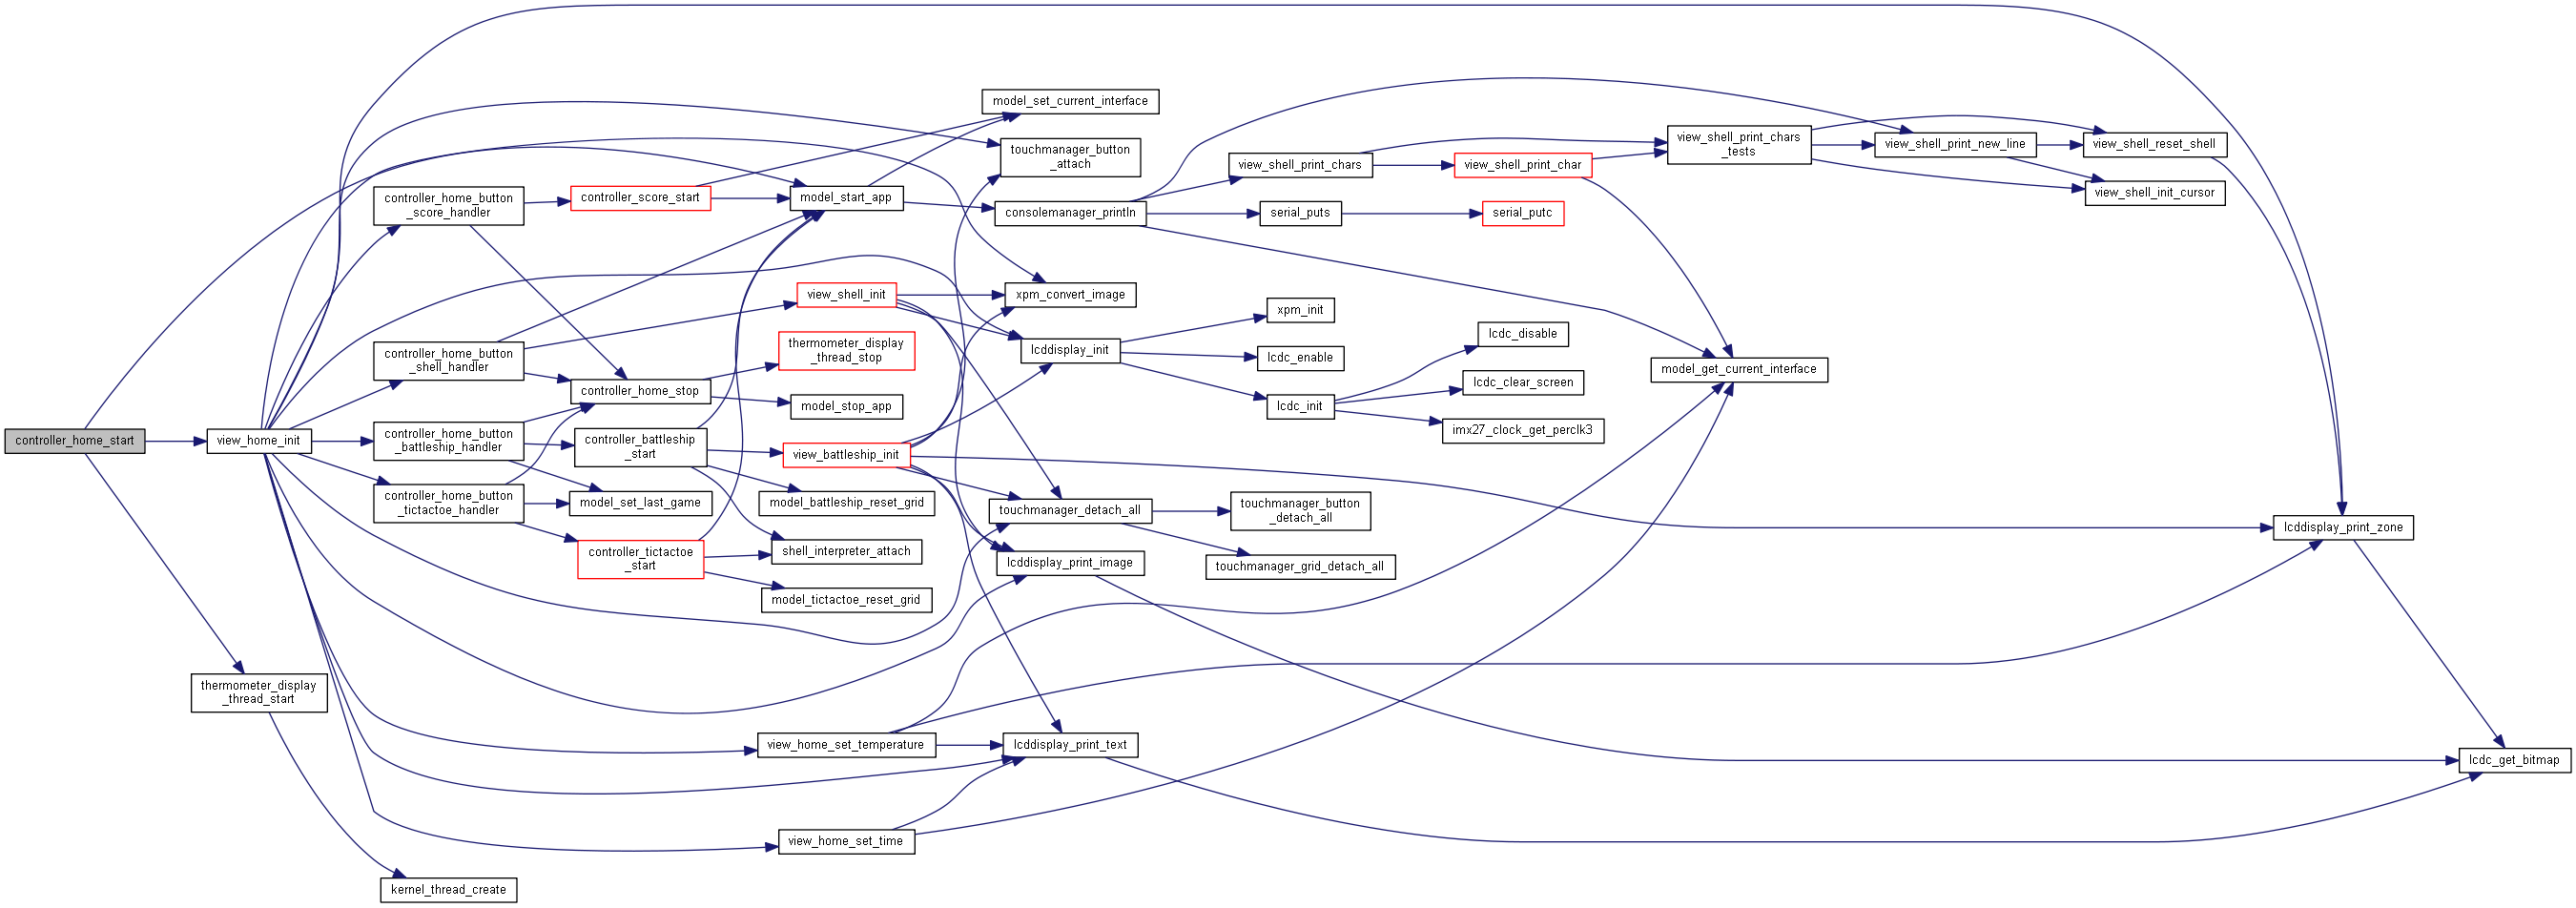 controller_home_start
view_home_init
thermometer_display
_thread_start
controller_home_button
_score_handler
controller_home_button
_shell_handler
controller_home_button
_battleship_handler
controller_home_button
_tictactoe_handler
kernel_thread_create
controller_score_start
controller_home_stop
controller_battleship
_start
model_set_last_game
controller_tictactoe
_start
model_start_app
view_shell_init
thermometer_display
_thread_stop
model_stop_app
view_battleship_init
model_battleship_reset_grid
shell_interpreter_attach
model_tictactoe_reset_grid
view_home_set_temperature
view_home_set_time
model_set_current_interface
touchmanager_button
_attach
consolemanager_println
xpm_convert_image
lcddisplay_init
touchmanager_detach_all
lcddisplay_print_image
lcddisplay_print_text
view_shell_print_chars
serial_puts
xpm_init
lcdc_enable
lcdc_init
touchmanager_button
_detach_all
touchmanager_grid_detach_all
view_shell_print_char
serial_putc
lcdc_disable
lcdc_clear_screen
imx27_clock_get_perclk3
view_shell_print_chars
_tests
model_get_current_interface
view_shell_print_new_line
view_shell_reset_shell
view_shell_init_cursor
lcddisplay_print_zone
lcdc_get_bitmap